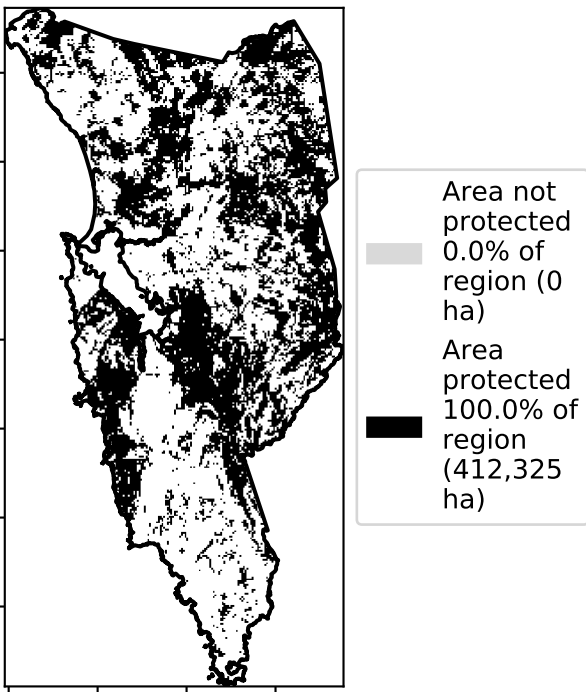 Area not
protected
0.0% of
region (0
ha)
Area
protected
100.0% of
region
(412,325
ha)